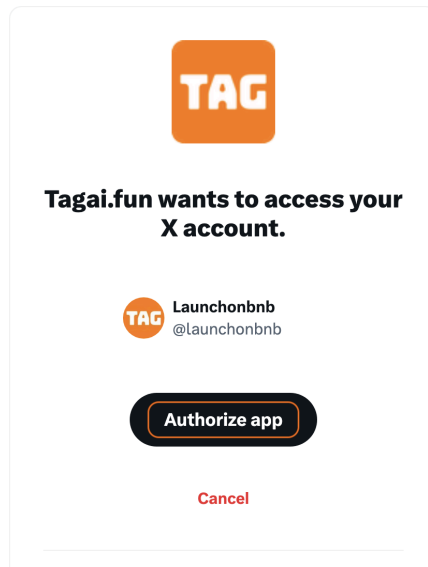 TAG
Tagai.fun wants to access your
X account.
TAG
Launchonbnb
@launchonbnb
Authorize app
Cancel